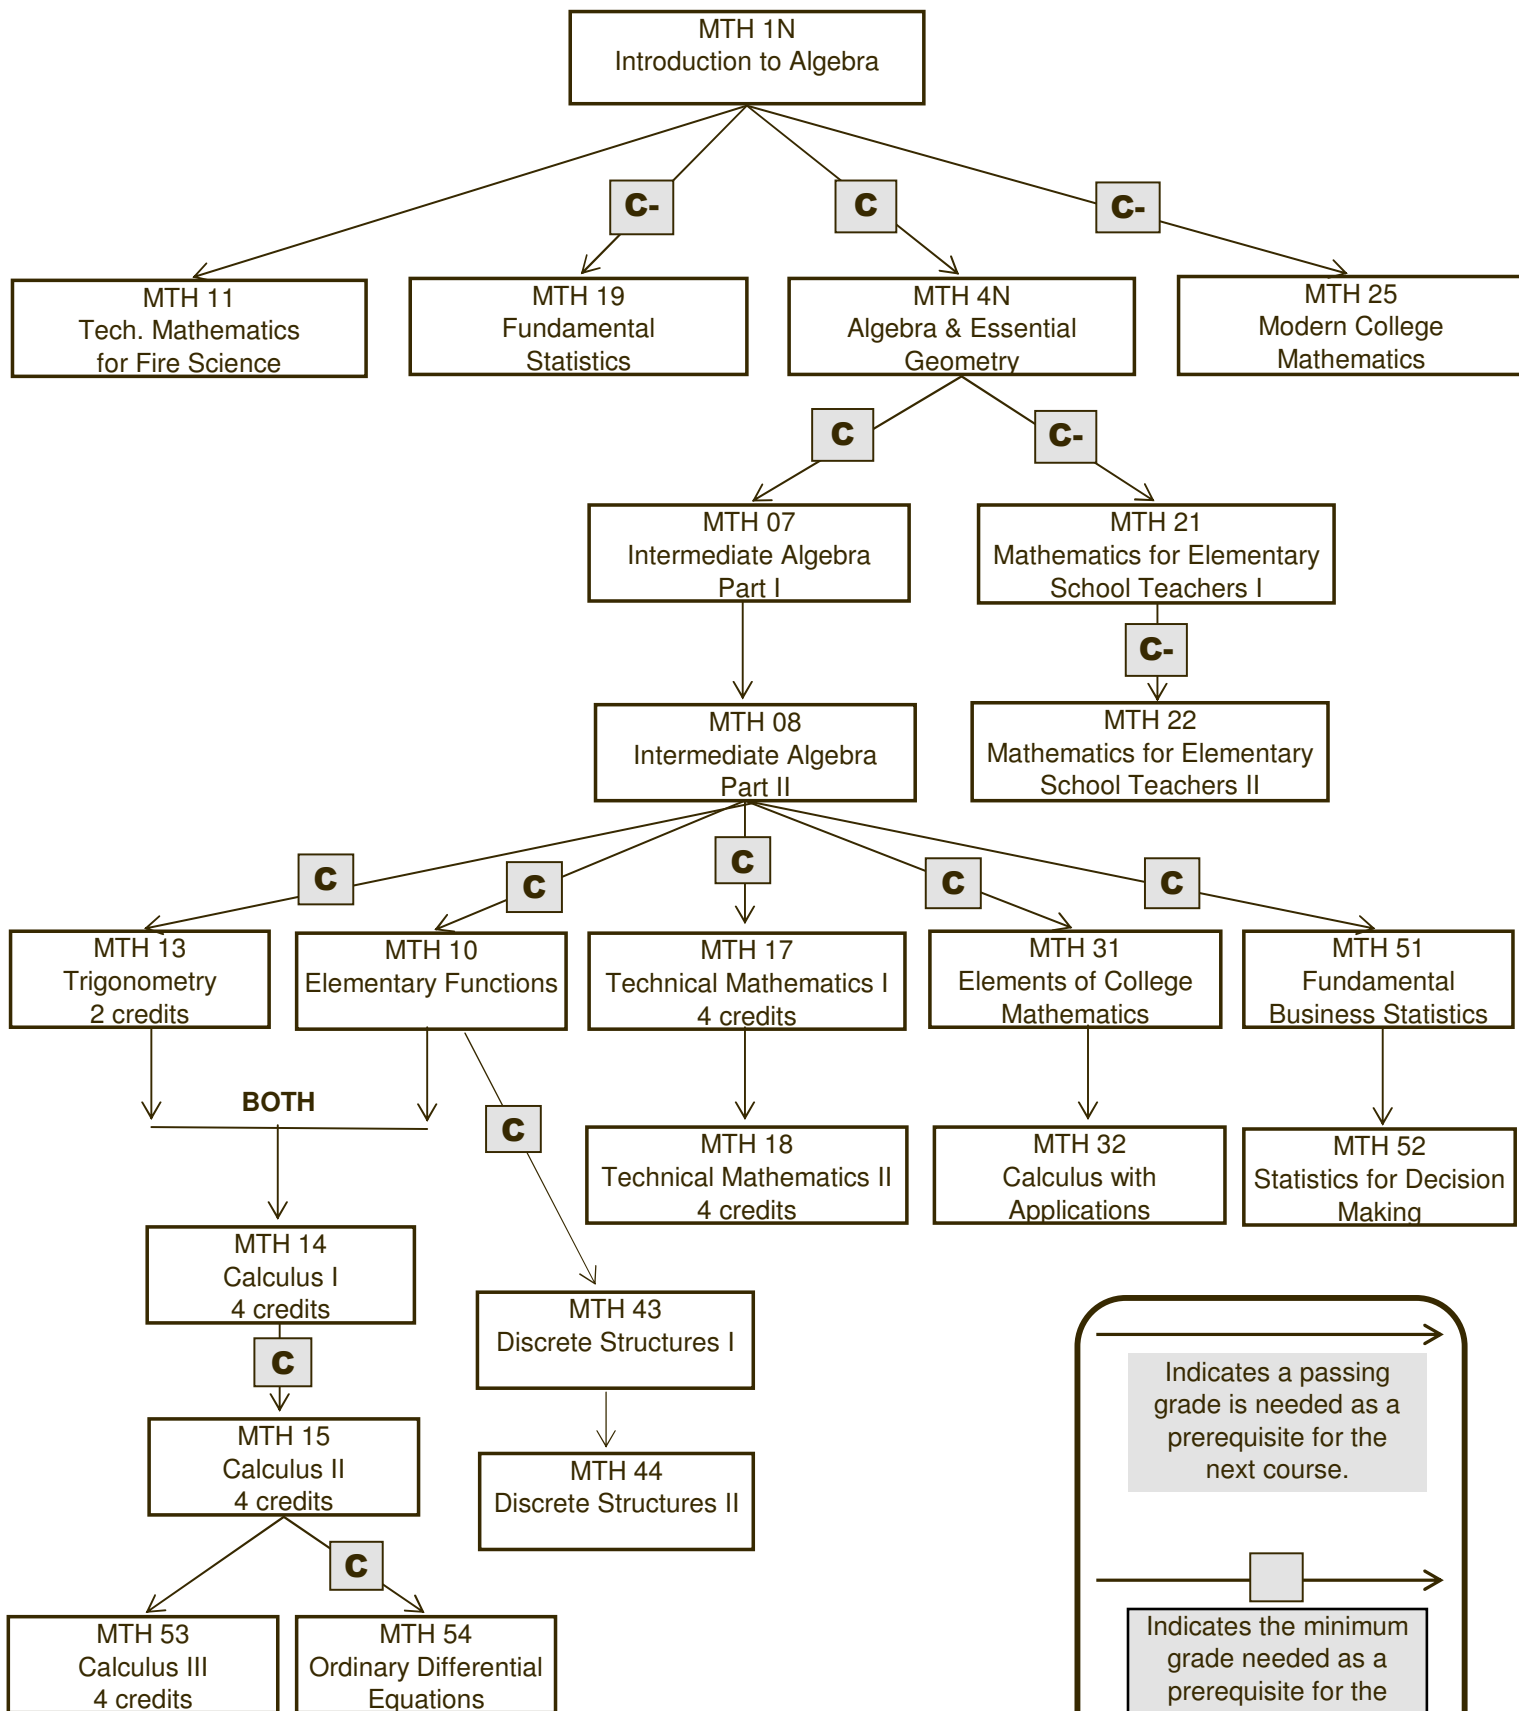 MTH 1N
Introduction to Algebra
C-
C
C-
MTH 11
Tech. Mathematics
for Fire Science
MTH 19
Fundamental
Statistics
MTH 4N
Algebra & Essential
Geometry
MTH 25
Modern College
Mathematics
C
C-
MTH 07
Intermediate Algebra
Part I
MTH 21
Mathematics for Elementary
School Teachers I
C-
MTH 08
Intermediate Algebra
Part II
MTH 22
Mathematics for Elementary
School Teachers II
C
C
C
C
C
MTH 13
Trigonometry
2 credits
MTH 10
Elementary Functions
MTH 17
Technical Mathematics I
4 credits
MTH 31
Elements of College
Mathematics
MTH 51
Fundamental
Business Statistics
BOTH
C
MTH 18
Technical Mathematics II
4 credits
MTH 32
Calculus with
Applications
MTH 52
Statistics for Decision
Making
MTH 14
Calculus I
4 credits
MTH 43
Discrete Structures I
C
MTH 15
Calculus II
4 credits
MTH 44
Discrete Structures II
C
MTH 53
Calculus III
4 credits
MTH 54
Ordinary Differential
Equations
Indicates a passing
grade is needed as a
prerequisite for the
next course.
Indicates the minimum
grade needed as a
prerequisite for the